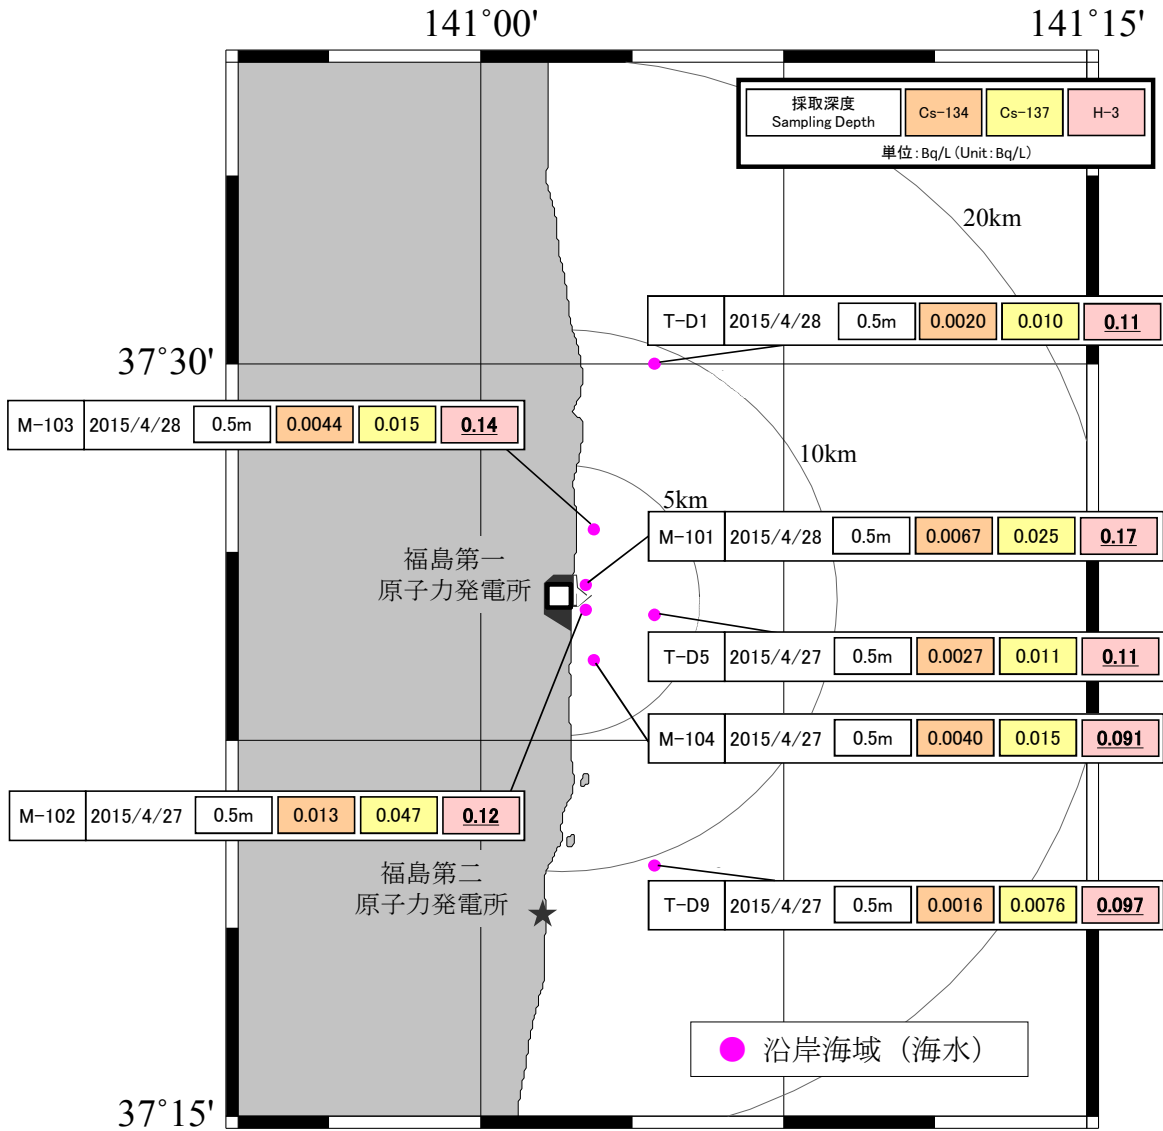 141°00'
141°15'
採取深度
Sampling Depth
Cs-134
Cs-137
H-3
単位:Bq/L(Unit:Bq/L)
20km
T-D1 2015/4/28 0.5m 0.0020 0.010 0.11
37°30'
M-103 2015/4/28 0.5m 0.0044 0.015 0.14
10km
5km
M-101 2015/4/28 0.5m 0.0067 0.025 0.17
福島第一
原子力発電所
T-D5 2015/4/27 0.5m 0.0027 0.011 0.11
M-104 2015/4/27 0.5m 0.0040 0.015 0.091
M-102 2015/4/27 0.5m 0.013 0.047 0.12
福島第二
原子力発電所
T-D9 2015/4/27 0.5m 0.0016 0.0076 0.097
沿岸海域（海水）
37°15'